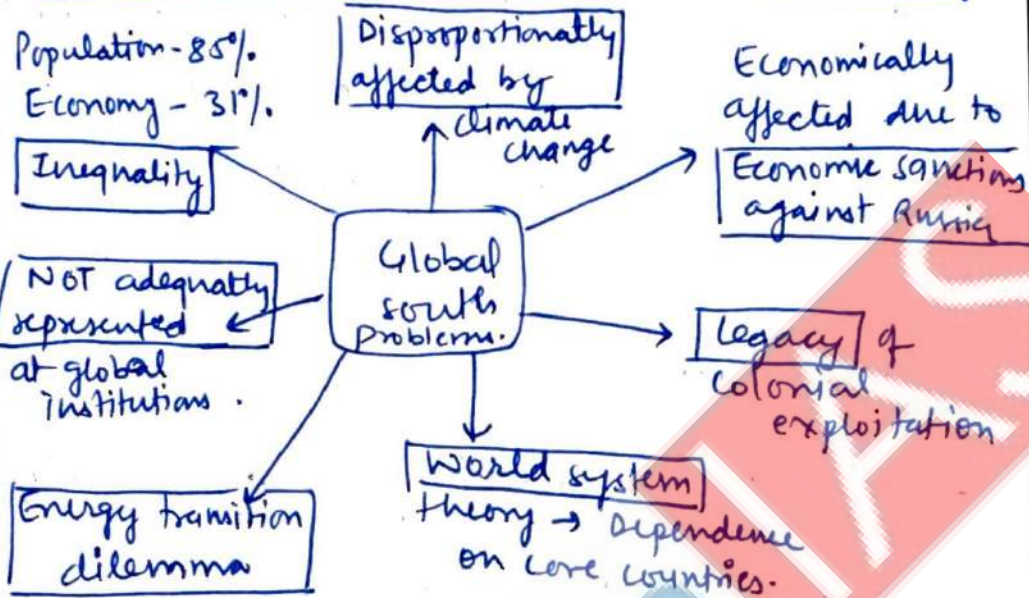 Population - 85%.
Economy - 31%.
Inequality
Disproportionatly
affected by
climate
change
Economically
affected due to
Economic sanctions
against Russia
NOT adequatly
represented
at global
institutions.
Global
south
problems.
Legacy of
colonial
exploitation
Energy transition
dilemma
World system
theory → Dependence
on core countries.
IAS